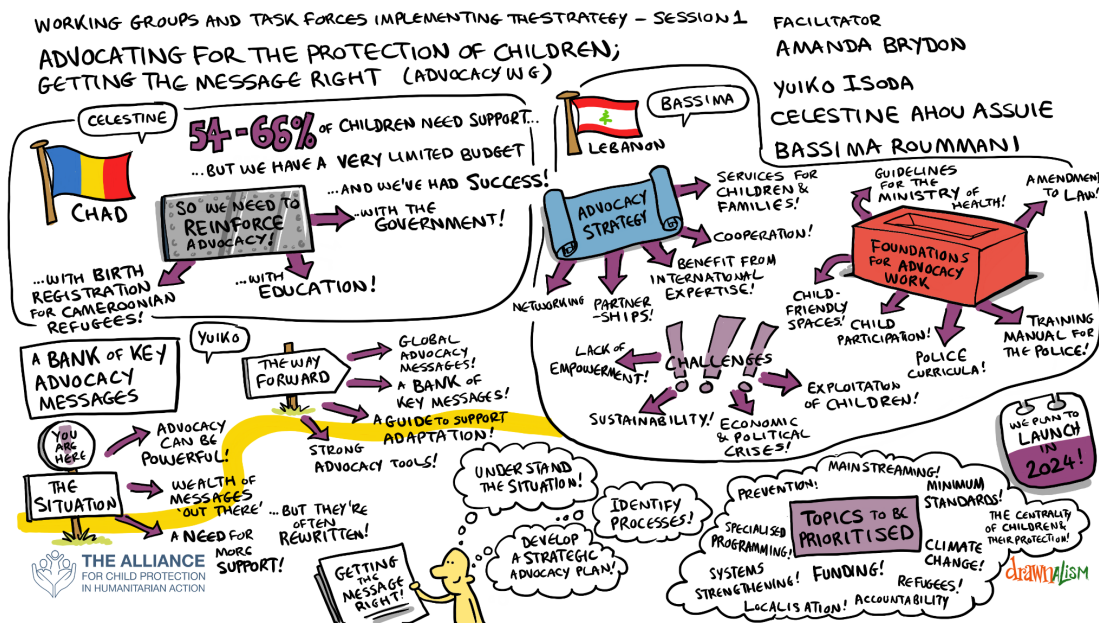 WORKING GROUPS AND TASK FORCES IMPLEMENTING THE STRATEGY – SESSION 1
ADVOCATING FOR THE PROTECTION OF CHILDREN;
GETTING THE MESSAGE RIGHT (ADVOCACY WG)
FACILITATOR
AMANDA BRYDON
YUIKO ISODA
CELESTINE AHOU ASSUIE
BASSIMA ROUMMANI
CELESTINE
CHAD
54-66% OF CHILDREN NEED SUPPORT...
...BUT WE HAVE A VERY LIMITED BUDGET
...AND WE'VE HAD SUCCESS!
SO WE NEED TO
REINFORCE
ADVOCACY!
...WITH THE
GOVERNMENT!
...WITH BIRTH
REGISTRATION
FOR CAMEROONIAN
REFUGEES!
...WITH
EDUCATION!
BASSIMA
LEBANON
ADVOCACY
STRATEGY
SERVICES FOR
CHILDREN &
FAMILIES!
COOPERATION!
BENEFIT FROM
INTERNATIONAL
EXPERTISE!
PARTNER
-SHIPS!
NETWORKING
FOUNDATIONS
FOR ADVOCACY
WORK
GUIDELINES
FOR THE
MINISTRY OF
HEALTH!
AMENDMENT
TO LAW!
CHILD-
FRIENDLY
SPACES!
CHILD
PARTICIPATION!
POLICE
CURRICULA!
TRAINING
MANUAL FOR
THE POLICE!
CHALLENGES
LACK OF
EMPOWERMENT!
SUSTAINABILITY!
ECONOMIC
& POLITICAL
CRISES!
EXPLOITATION
OF CHILDREN!
YUIKO
A BANK OF KEY
ADVOCACY
MESSAGES
YOU
ARE
HERE
THE
SITUATION
ADVOCACY
CAN BE
POWERFUL!
WEALTH OF
MESSAGES
'OUT THERE'
...BUT THEY'RE
OFTEN
REWRITTEN!
A NEED FOR
MORE
SUPPORT!
THE WAY
FORWARD
GLOBAL
ADVOCACY
MESSAGES!
A BANK OF
KEY MESSAGES!
A GUIDE TO SUPPORT
ADAPTATION!
STRONG
ADVOCACY TOOLS!
THE ALLIANCE
FOR CHILD PROTECTION
IN HUMANITARIAN ACTION
GETTING
THE
MESSAGE
RIGHT!
UNDERSTAND
THE SITUATION!
IDENTIFY
PROCESSES!
DEVELOP
A STRATEGIC
ADVOCACY PLAN!
TOPICS TO BE
PRIORITISED
MAINSTREAMING!
PREVENTION!
MINIMUM
STANDARDS!
SPECIALISED
PROGRAMMING!
THE CENTRALITY
OF CHILDREN &
THEIR PROTECTION!
CLIMATE
CHANGE!
SYSTEMS
STRENGTHENING!
FUNDING!
REFUGEES!
LOCALISATION!
ACCOUNTABILITY
WE PLAN TO
LAUNCH
IN
2024!
drawnalism